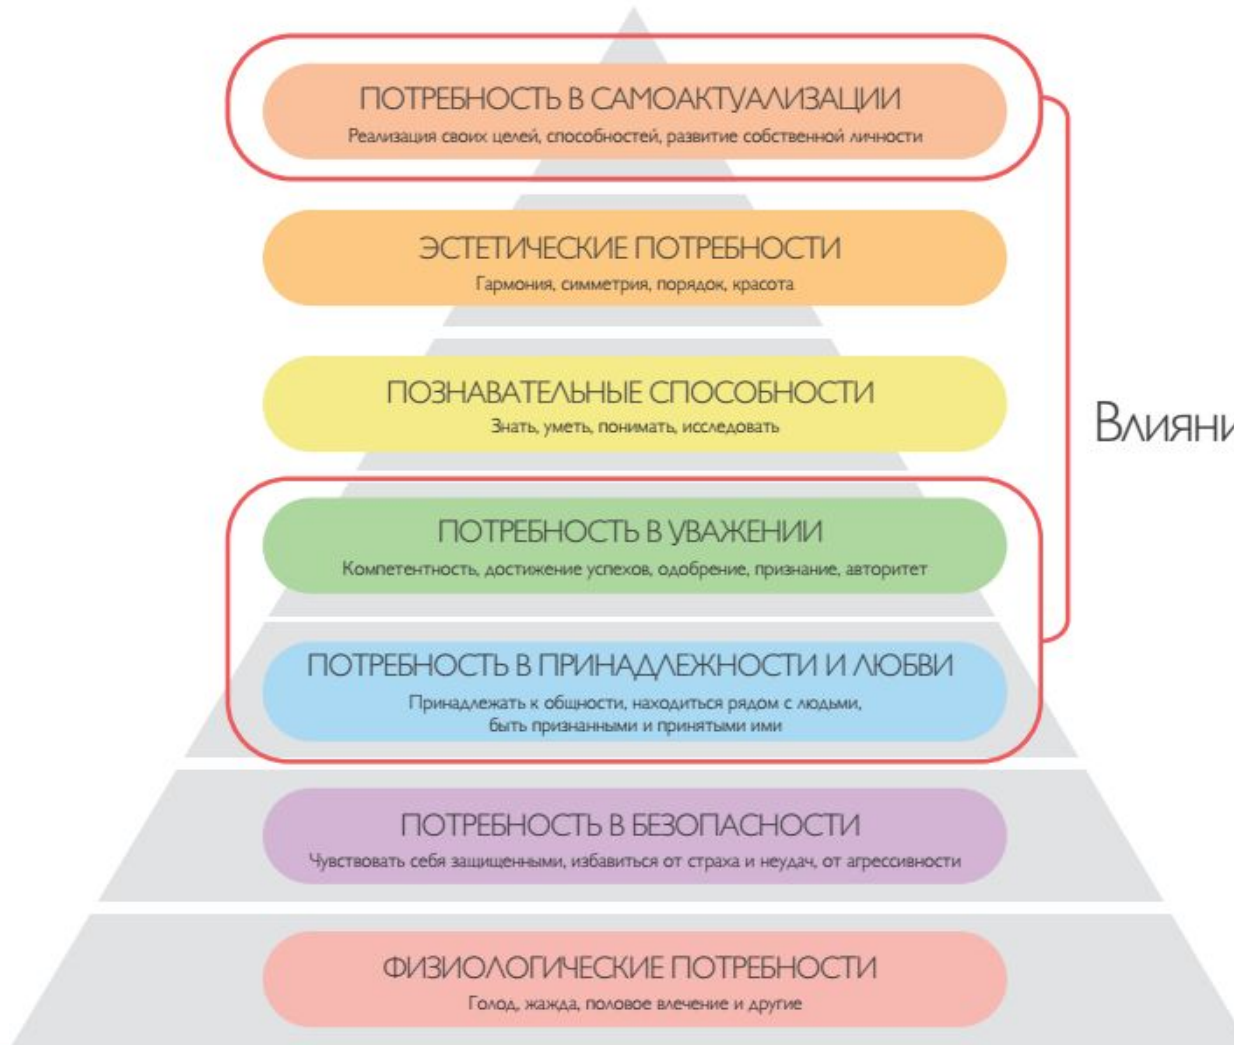 ПОТРЕБНОСТЬ В САМОАКТУАЛИЗАЦИИ
Реализация своих целей, способностей, развитие собственной личности
ЭСТЕТИЧЕСКИЕ ПОТРЕБНОСТИ
Гармония, симметрия, порядок, красота
ПОЗНАВАТЕЛЬНЫЕ СПОСОБНОСТИ
Знать, уметь, понимать, исследовать
Влияни
ПОТРЕБНОСТЬ В УВАЖЕНИИ
Компетентность, достижение успехов, одобрение, признание, авторитет
ПОТРЕБНОСТЬ В ПРИНАДЛЕЖНОСТИ И ЛЮБВИ
Принадлежать к общности, находиться рядом с людьми,
быть признанными и принятыми ими
ПОТРЕБНОСТЬ В БЕЗОПАСНОСТИ
Чувствовать себя защищенными, избавиться от страха и неудач, от агрессивности
ФИЗИОЛОГИЧЕСКИЕ ПОТРЕБНОСТИ
Голод, жажда, половое влечение и другие